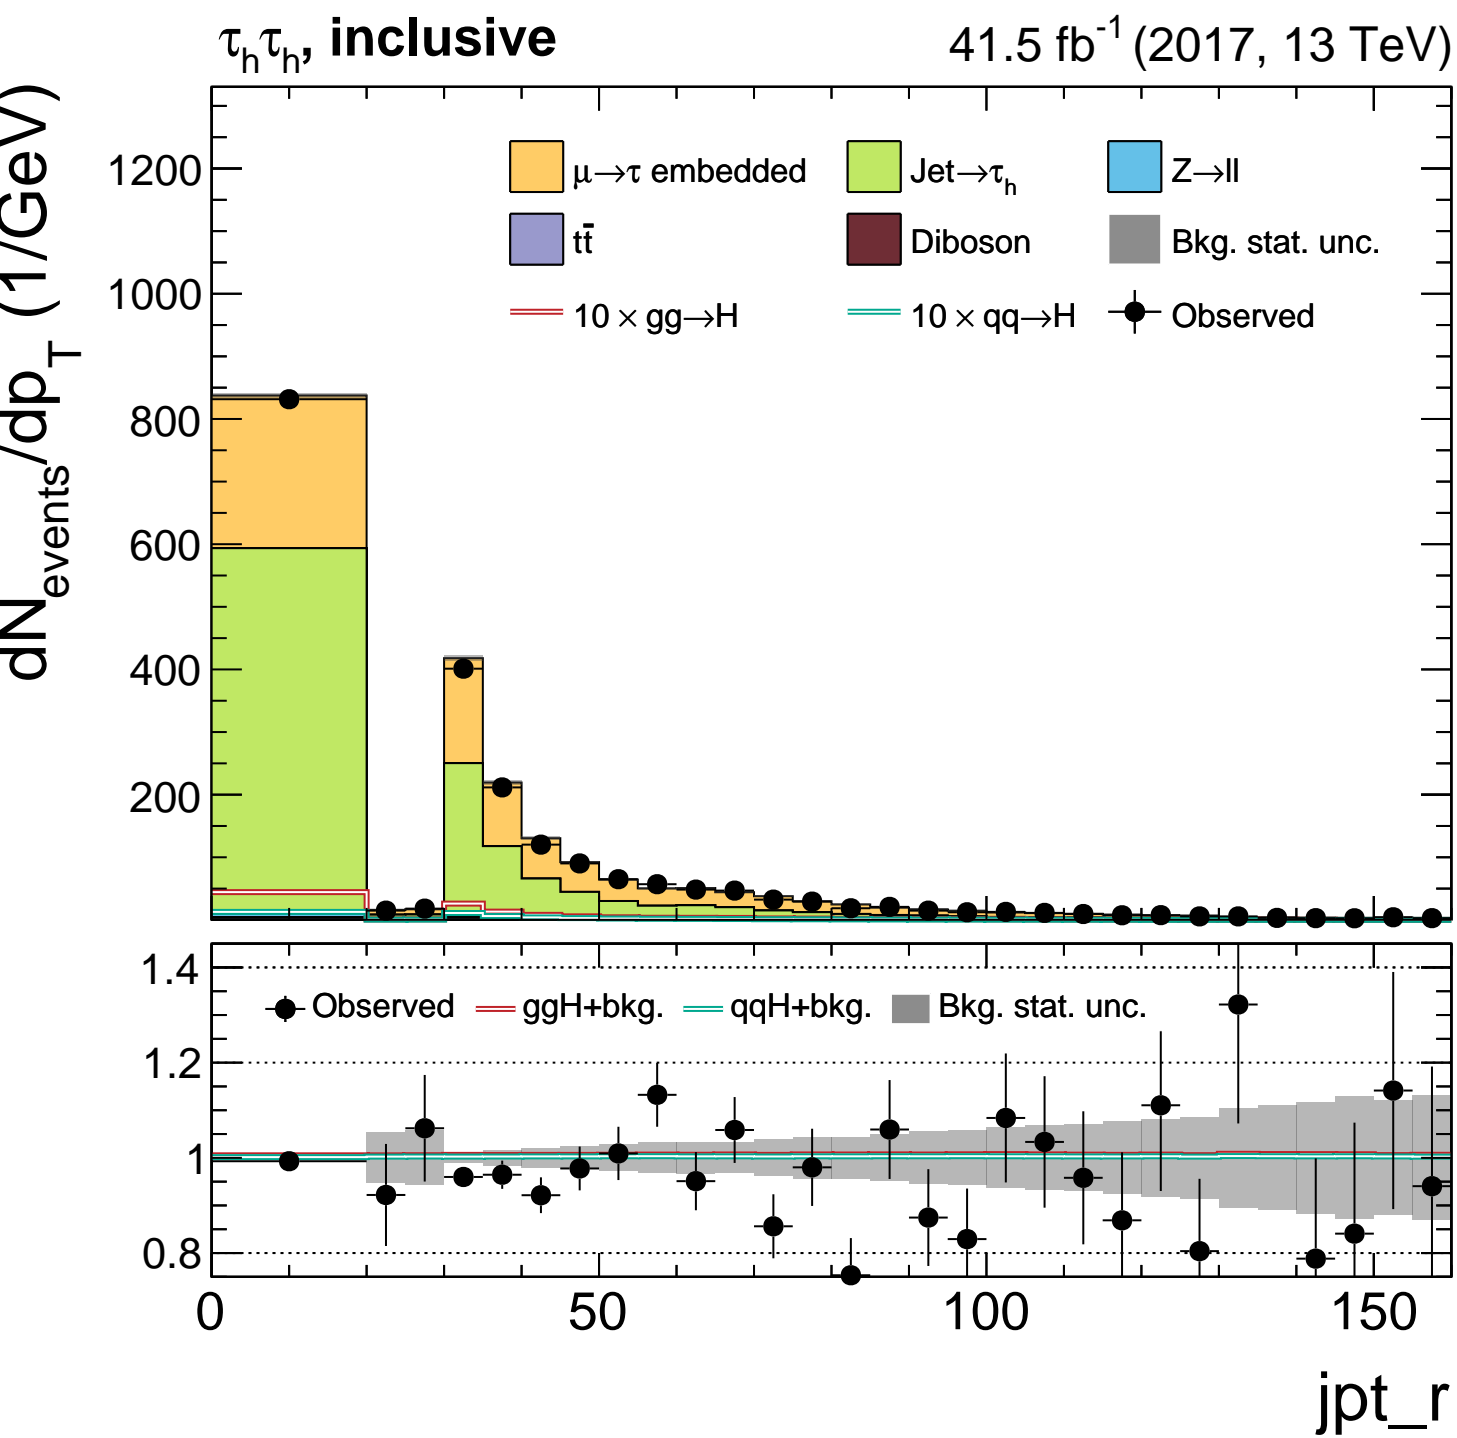 τhτh, inclusive 41.5 fb-1 (2017, 13 TeV)
dNevents/dpT (1/GeV)
1200
1000
800
600
400
200
μ→τ embedded Jet→τh Z→ll
tt̄ Diboson Bkg. stat. unc.
10 × gg→H 10 × qq→H Observed
1.4
1.2
1
0.8
Observed ggH+bkg. qqH+bkg. Bkg. stat. unc.
0 50 100 150
jpt_r